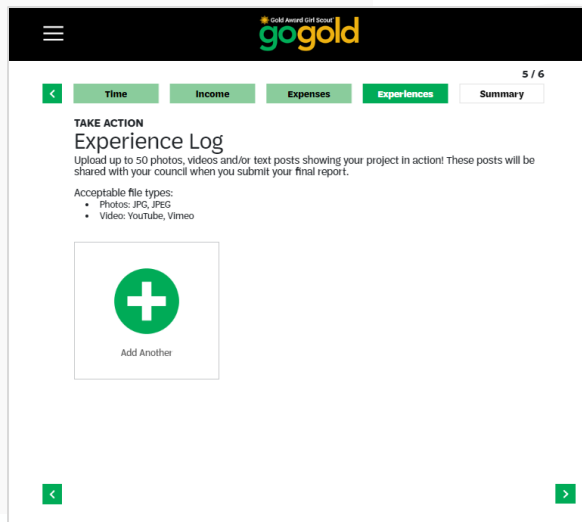 Gold Award Girl Scout
gogold
5 / 6
Time Income Expenses Experiences Summary
TAKE ACTION
Experience Log
Upload up to 50 photos, videos and/or text posts showing your project in action! These posts will be
shared with your council when you submit your final report.
Acceptable file types:
• Photos: JPG, JPEG
• Video: YouTube, Vimeo
Add Another